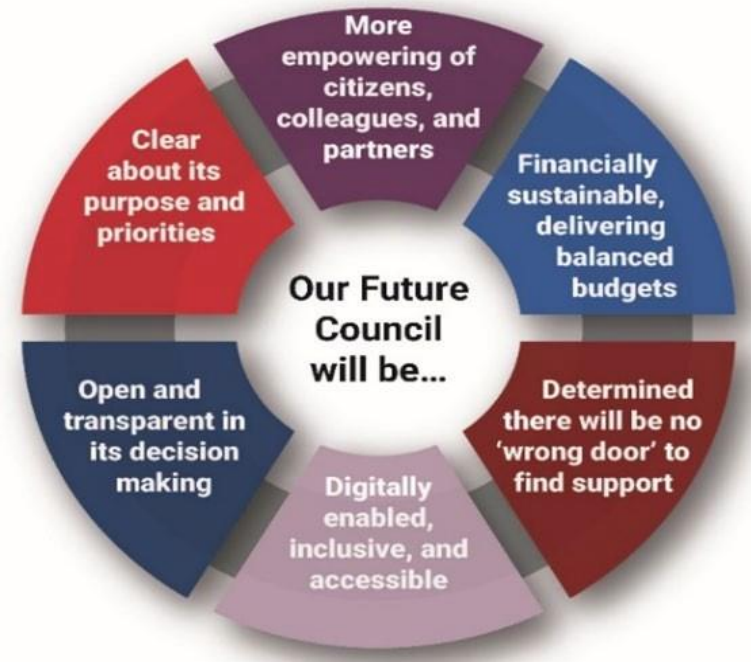 More
empowering of
citizens,
colleagues, and
partners
Financially
sustainable,
delivering
balanced
budgets
Determined
there will be no
‘wrong door’ to
find support
Digitally
enabled,
inclusive, and
accessible
Open and
transparent in
its decision
making
Clear
about its
purpose and
priorities
Our Future
Council
will be...